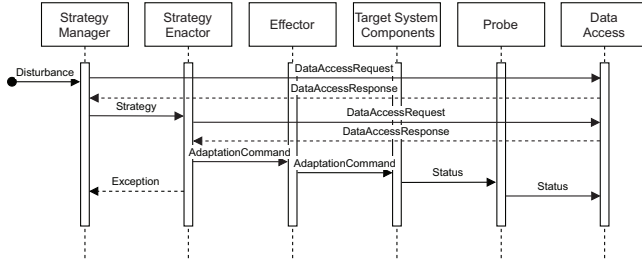 Strategy
Manager
Strategy
Enactor
Effector
Target System
Components
Probe
Data
Access
Disturbance
DataAccessRequest
DataAccessResponse
Strategy
DataAccessRequest
DataAccessResponse
AdaptationCommand
AdaptationCommand
Exception
Status
Status